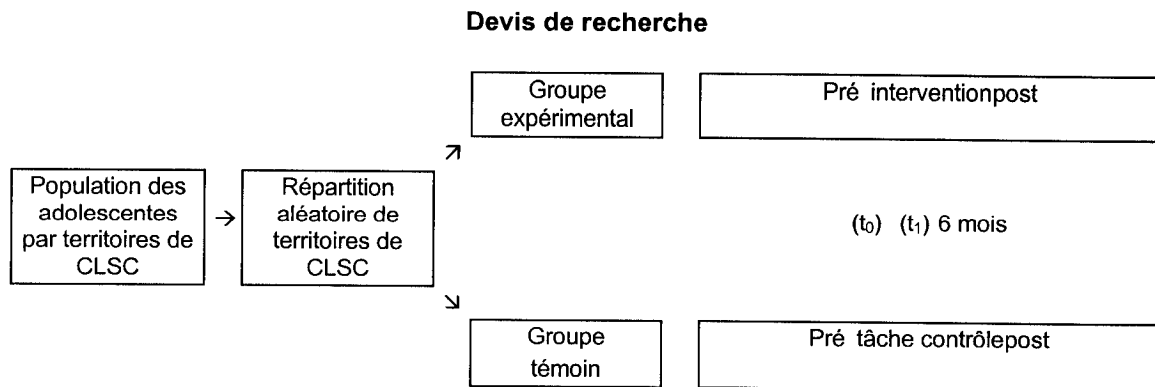 Devis de recherche
Groupe
expérimental
Pré interventionpost
Population des
adolescentes
par territoires de
CLSC
→
Répartition
aléatoire de
territoires de
CLSC
↗
↘
(t₀) (t₁) 6 mois
Groupe
témoin
Pré tâche contrôlepost